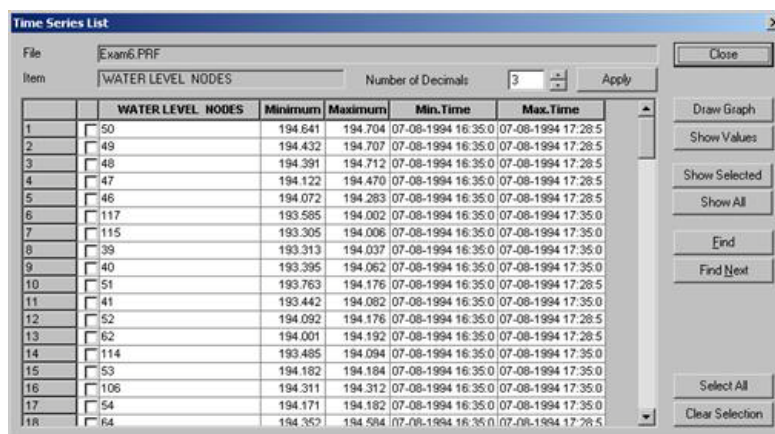 Time Series List
File Exam6.PRF Close
Item WATER LEVEL NODES Number of Decimals 3 Apply
WATER LEVEL NODES Minimum Maximum Min.Time Max.Time Draw Graph
1 50 194.641 194.704 07-08-1994 16:35:0 07-08-1994 17:28:5
2 49 194.432 194.707 07-08-1994 16:35:0 07-08-1994 17:28:5 Show Values
3 48 194.391 194.712 07-08-1994 16:35:0 07-08-1994 17:28:5
4 47 194.122 194.470 07-08-1994 16:35:0 07-08-1994 17:28:5 Show Selected
5 46 194.072 194.283 07-08-1994 16:35:0 07-08-1994 17:28:5 Show All
6 117 193.585 194.002 07-08-1994 16:35:0 07-08-1994 17:35:0
7 115 193.305 194.006 07-08-1994 16:35:0 07-08-1994 17:35:0
8 39 193.313 194.037 07-08-1994 16:35:0 07-08-1994 17:35:0 Find
9 40 193.395 194.062 07-08-1994 16:35:0 07-08-1994 17:35:0 Find Next
10 51 193.763 194.176 07-08-1994 16:35:0 07-08-1994 17:28:5
11 41 193.442 194.082 07-08-1994 16:35:0 07-08-1994 17:35:0
12 52 194.092 194.176 07-08-1994 16:35:0 07-08-1994 17:28:5
13 62 194.001 194.192 07-08-1994 16:35:0 07-08-1994 17:28:5
14 114 193.485 194.094 07-08-1994 16:35:0 07-08-1994 17:35:0
15 53 194.182 194.184 07-08-1994 16:35:0 07-08-1994 17:28:5
16 106 194.311 194.312 07-08-1994 16:35:0 07-08-1994 17:28:5 Select All
17 54 194.171 194.182 07-08-1994 16:35:0 07-08-1994 17:28:5
18 64 194.352 194.584 07-08-1994 16:35:0 07-08-1994 17:28:5 Clear Selection